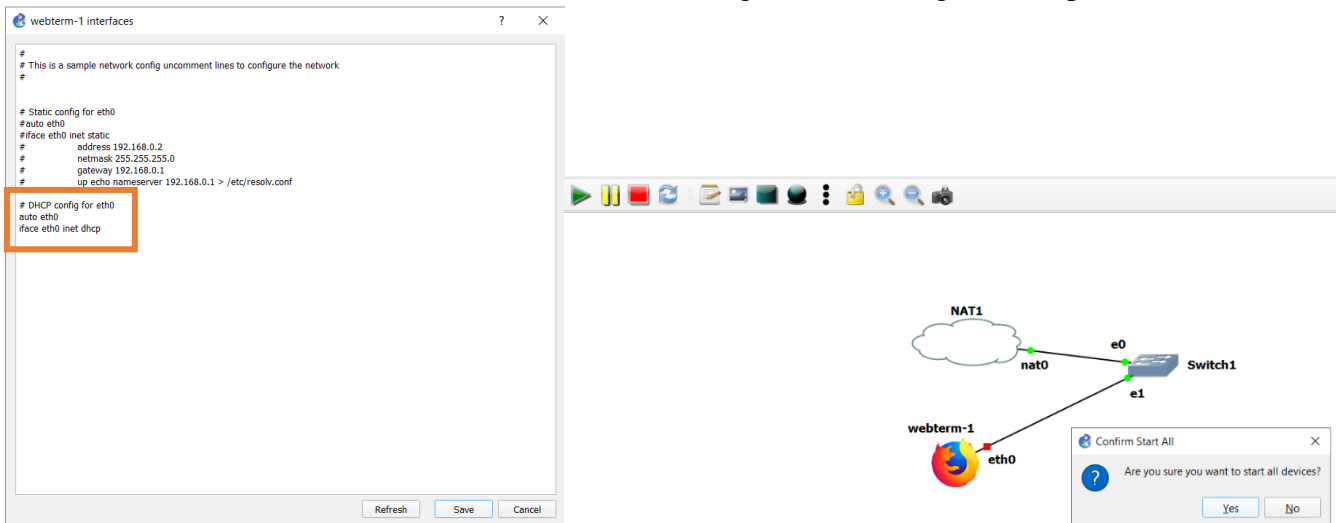 webterm-1 interfaces
#
# This is a sample network config uncomment lines to configure the network
#
# Static config for eth0
#auto eth0
#iface eth0 inet static
# address 192.168.0.2
# netmask 255.255.255.0
# gateway 192.168.0.1
# up echo nameserver 192.168.0.1 > /etc/resolv.conf
# DHCP config for eth0
auto eth0
iface eth0 inet dhcp
Refresh Save Cancel
NAT1
nat0
e0
Switch1
e1
webterm-1
eth0
Confirm Start All
Are you sure you want to start all devices?
Yes No